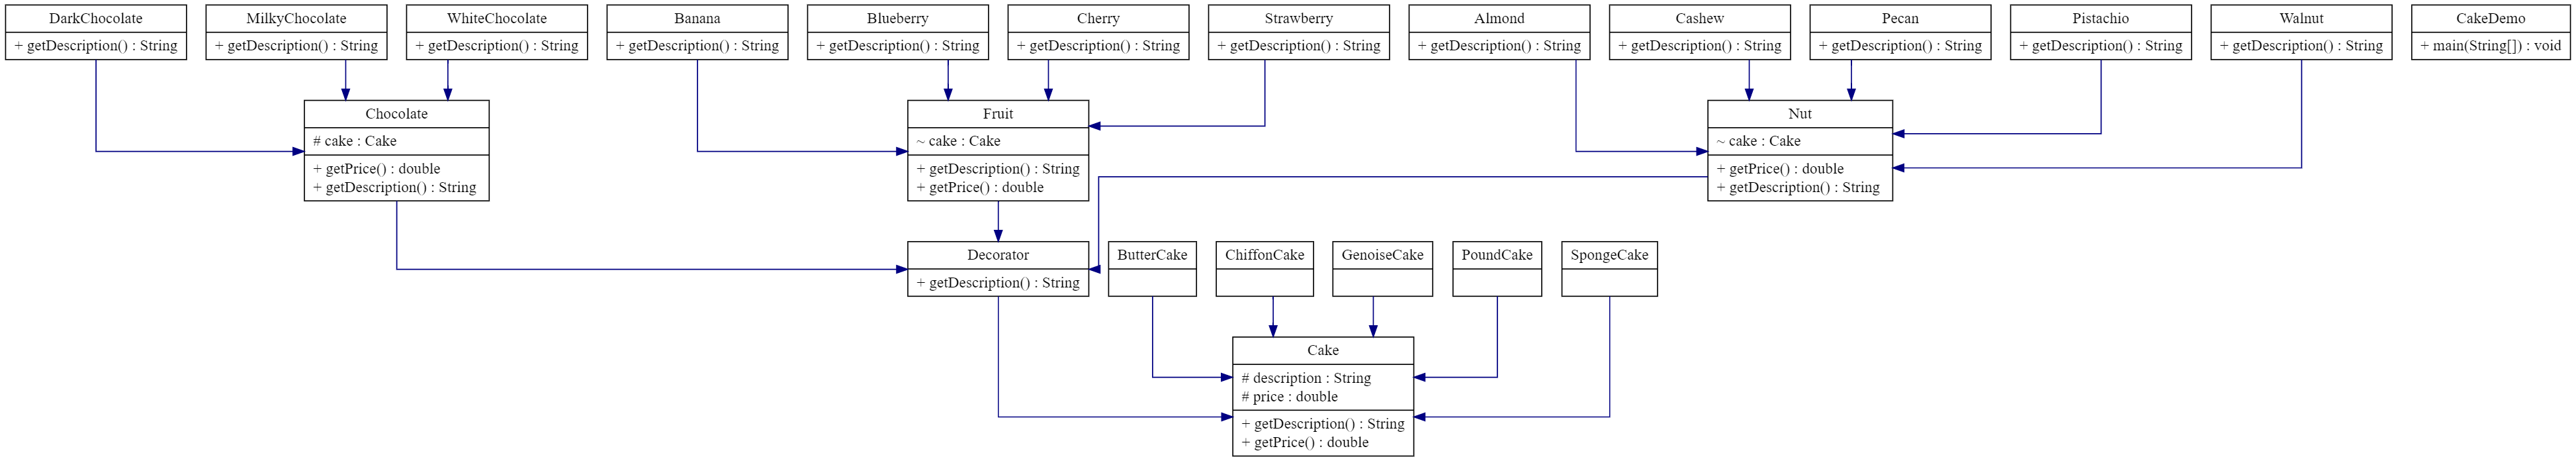 DarkChocolate
+ getDescription() : String
MilkyChocolate
+ getDescription() : String
WhiteChocolate
+ getDescription() : String
Banana
+ getDescription() : String
Blueberry
+ getDescription() : String
Cherry
+ getDescription() : String
Strawberry
+ getDescription() : String
Almond
+ getDescription() : String
Cashew
+ getDescription() : String
Pecan
+ getDescription() : String
Pistachio
+ getDescription() : String
Walnut
+ getDescription() : String
CakeDemo
+ main(String[]) : void
Chocolate
# cake : Cake
+ getPrice() : double
+ getDescription() : String
Fruit
~ cake : Cake
+ getDescription() : String
+ getPrice() : double
Nut
~ cake : Cake
+ getPrice() : double
+ getDescription() : String
Decorator
+ getDescription() : String
ButterCake
ChiffonCake
GenoiseCake
PoundCake
SpongeCake
Cake
# description : String
# price : double
+ getDescription() : String
+ getPrice() : double